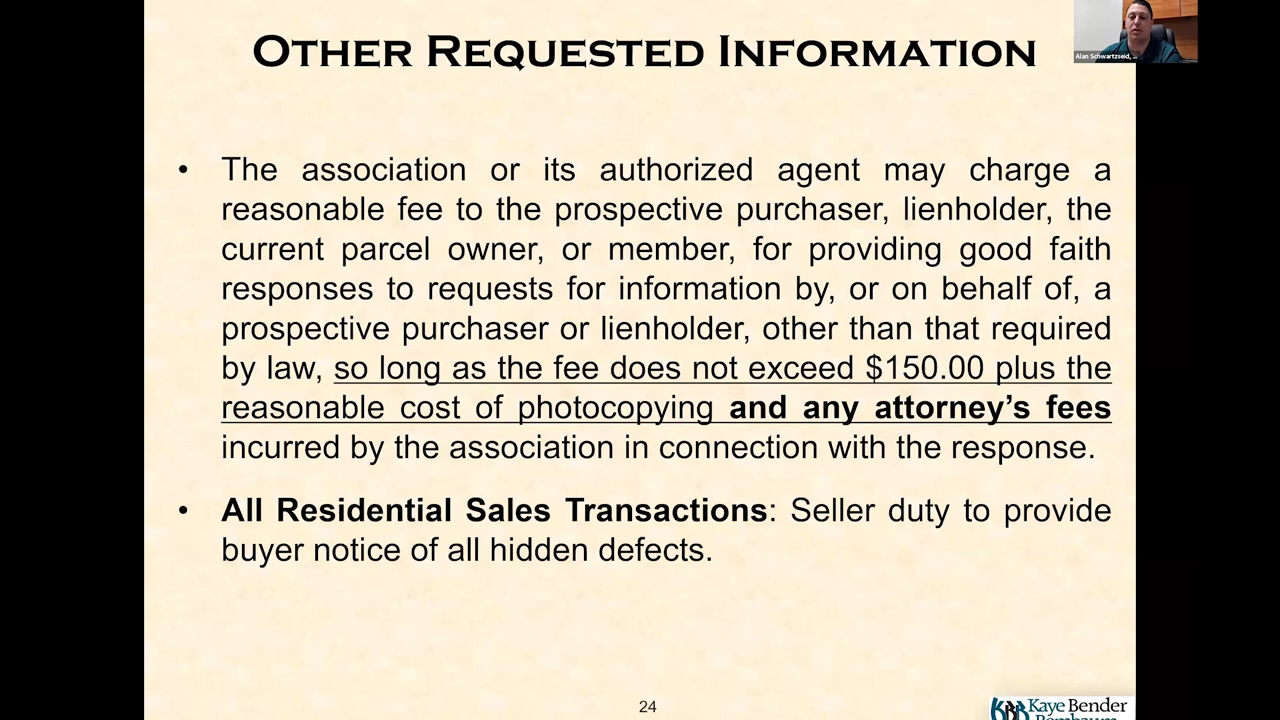 Alan Schwartzseid, ...
OTHER REQUESTED INFORMATION
• The association or its authorized agent may charge a
reasonable fee to the prospective purchaser, lienholder, the
current parcel owner, or member, for providing good faith
responses to requests for information by, or on behalf of, a
prospective purchaser or lienholder, other than that required
by law, so long as the fee does not exceed $150.00 plus the
reasonable cost of photocopying and any attorney’s fees
incurred by the association in connection with the response.
• All Residential Sales Transactions: Seller duty to provide
buyer notice of all hidden defects.
24
KBR Kaye Bender
Rembaum